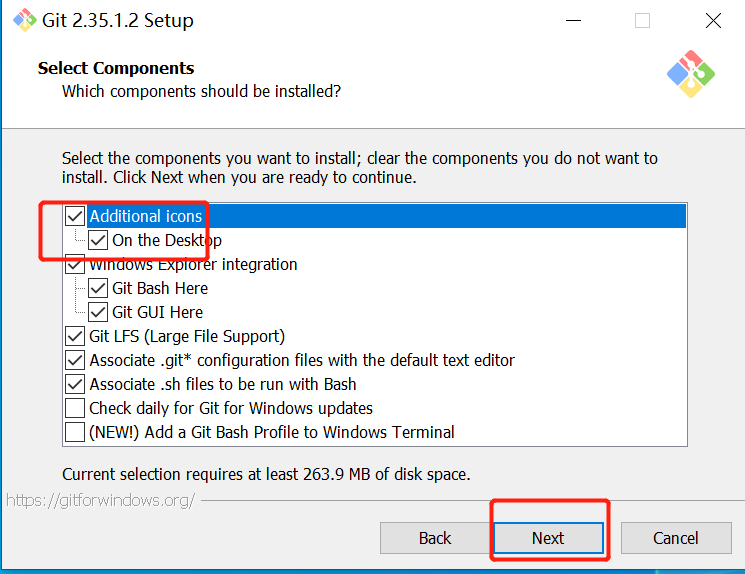 Git 2.35.1.2 Setup
Select Components
Which components should be installed?
Select the components you want to install; clear the components you do not want to
install. Click Next when you are ready to continue.
Additional icons
On the Desktop
Windows Explorer integration
Git Bash Here
Git GUI Here
Git LFS (Large File Support)
Associate .git* configuration files with the default text editor
Associate .sh files to be run with Bash
Check daily for Git for Windows updates
(NEW!) Add a Git Bash Profile to Windows Terminal
Current selection requires at least 263.9 MB of disk space.
https://gitforwindows.org/
Back Next Cancel